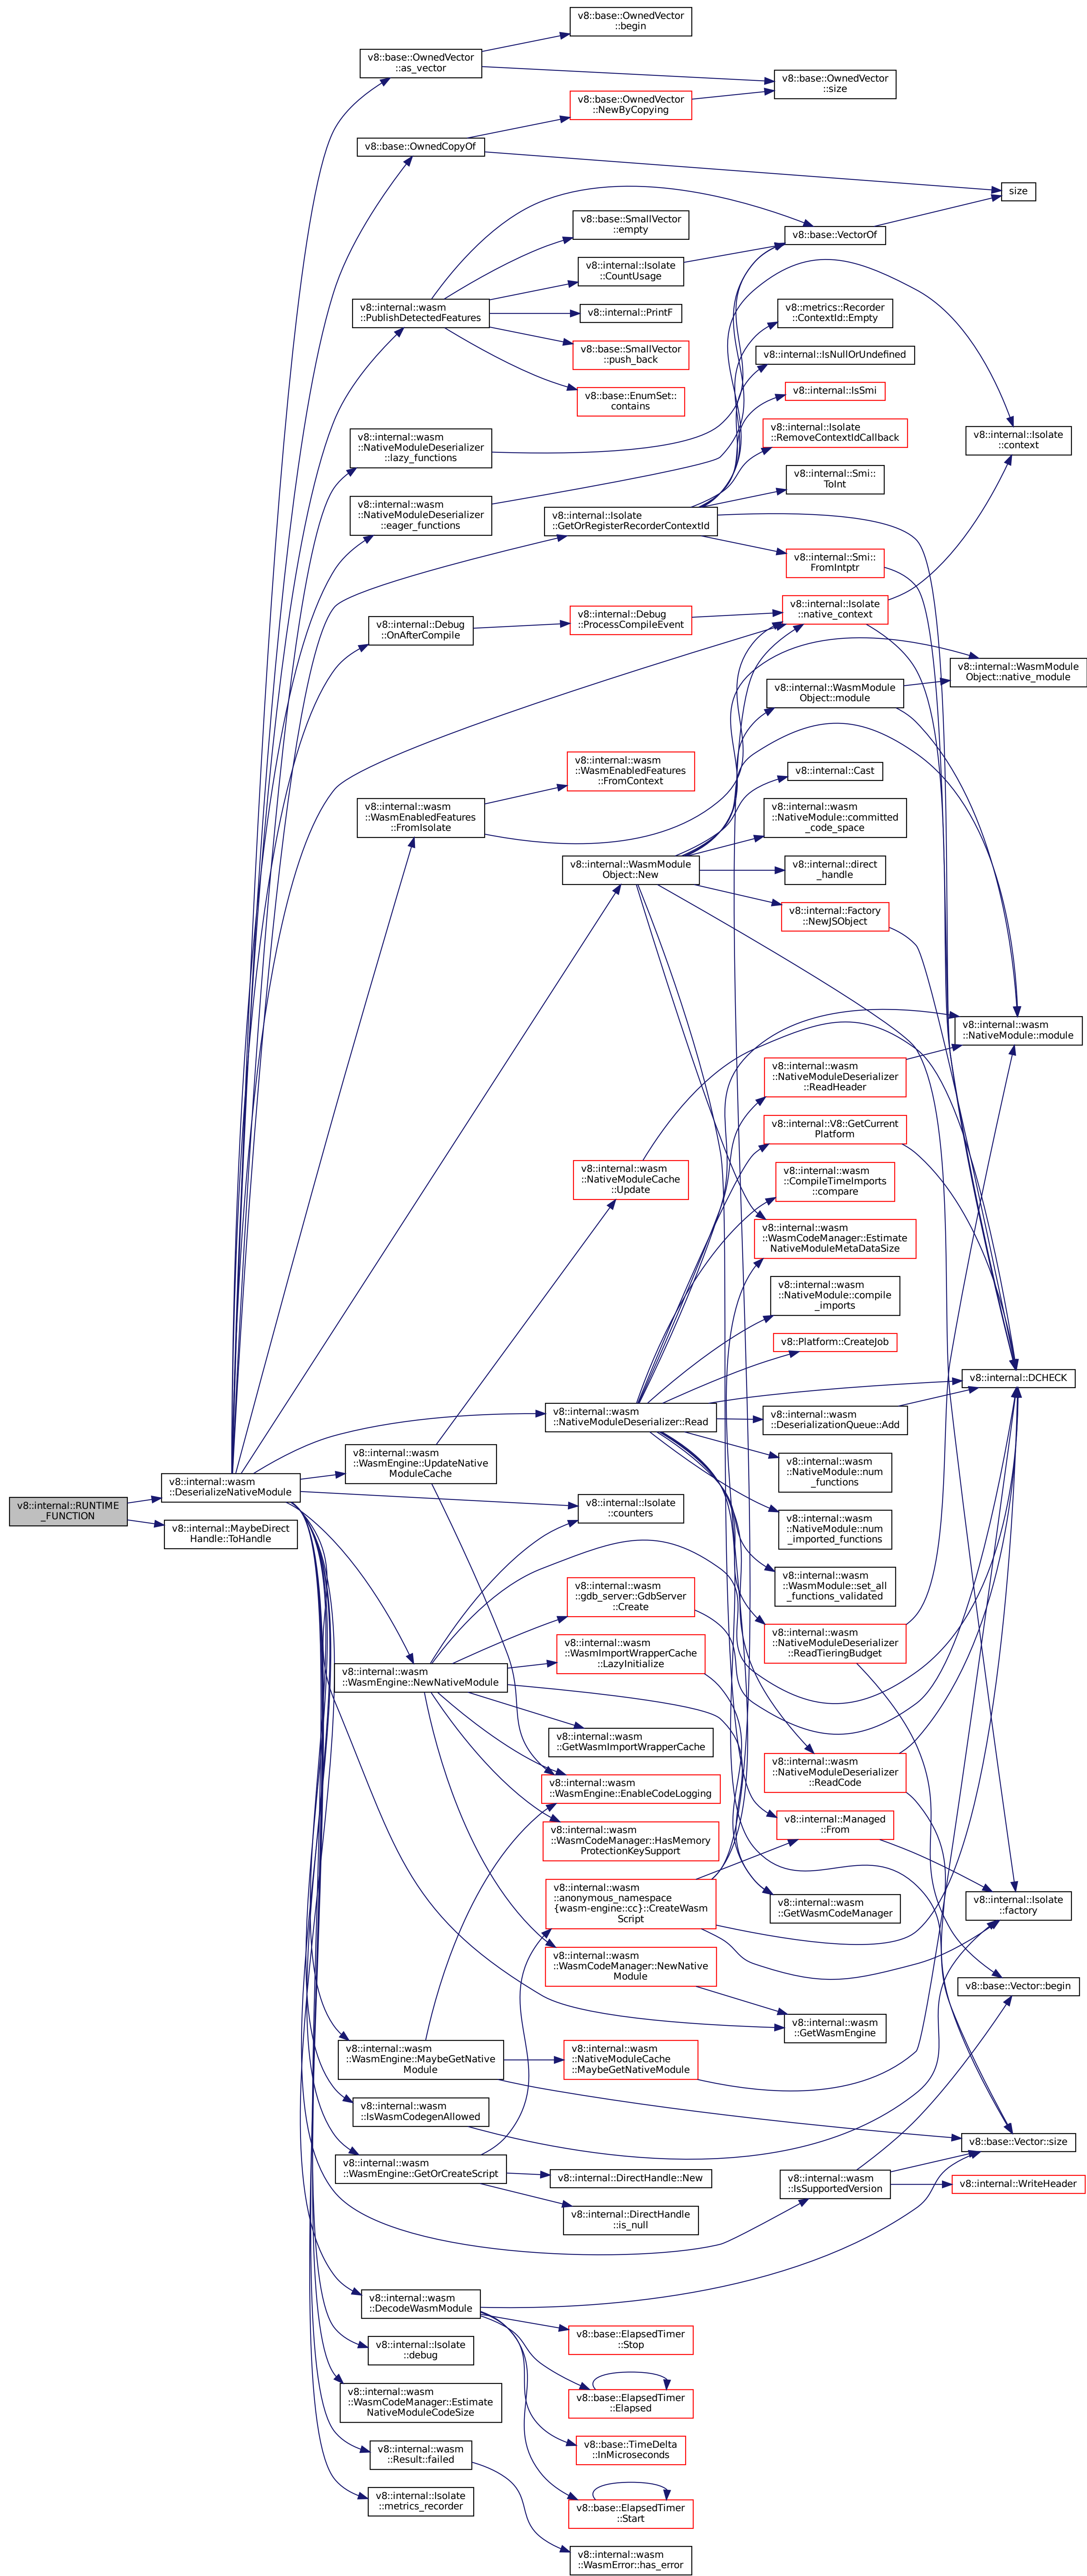 v8::internal::RUNTIME
_FUNCTION
v8::internal::wasm
::DeserializeNativeModule
v8::internal::MaybeDirect
Handle::ToHandle
v8::base::OwnedVector
::as_vector
v8::base::OwnedCopyOf
v8::internal::wasm
::PublishDetectedFeatures
v8::internal::wasm
::NativeModuleDeserializer
::lazy_functions
v8::internal::wasm
::NativeModuleDeserializer
::eager_functions
v8::internal::Debug
::OnAfterCompile
v8::internal::wasm
::WasmEnabledFeatures
::FromIsolate
v8::internal::wasm
::WasmEngine::UpdateNative
ModuleCache
v8::internal::wasm
::WasmEngine::NewNativeModule
v8::internal::wasm
::WasmEngine::MaybeGetNative
Module
v8::internal::wasm
::IsWasmCodegenAllowed
v8::internal::wasm
::WasmEngine::GetOrCreateScript
v8::internal::wasm
::DecodeWasmModule
v8::internal::Isolate
::debug
v8::internal::wasm
::WasmCodeManager::Estimate
NativeModuleCodeSize
v8::internal::wasm
::Result::failed
v8::internal::Isolate
::metrics_recorder
v8::base::OwnedVector
::begin
v8::base::OwnedVector
::NewByCopying
v8::base::SmallVector
::empty
v8::internal::Isolate
::CountUsage
v8::internal::PrintF
v8::base::SmallVector
::push_back
v8::base::EnumSet::
contains
v8::internal::Isolate
::GetOrRegisterRecorderContextId
v8::internal::Debug
::ProcessCompileEvent
v8::internal::wasm
::WasmEnabledFeatures
::FromContext
v8::internal::WasmModule
Object::New
v8::internal::wasm
::NativeModuleCache
::Update
v8::internal::wasm
::NativeModuleDeserializer::Read
v8::internal::Isolate
::counters
v8::internal::wasm
::gdb_server::GdbServer
::Create
v8::internal::wasm
::WasmImportWrapperCache
::LazyInitialize
v8::internal::wasm
::GetWasmImportWrapperCache
v8::internal::wasm
::WasmEngine::EnableCodeLogging
v8::internal::wasm
::WasmCodeManager::HasMemory
ProtectionKeySupport
v8::internal::wasm
::anonymous_namespace
{wasm-engine::cc}::CreateWasm
Script
v8::internal::wasm
::WasmCodeManager::NewNative
Module
v8::internal::wasm
::NativeModuleCache
::MaybeGetNativeModule
v8::internal::DirectHandle::New
v8::internal::DirectHandle
::is_null
v8::base::ElapsedTimer
::Stop
v8::base::ElapsedTimer
::Elapsed
v8::base::TimeDelta
::InMicroseconds
v8::base::ElapsedTimer
::Start
v8::internal::wasm
::WasmError::has_error
v8::base::OwnedVector
::size
v8::base::VectorOf
v8::metrics::Recorder
::ContextId::Empty
v8::internal::IsNullOrUndefined
v8::internal::IsSmi
v8::internal::Isolate
::RemoveContextIdCallback
v8::internal::Smi::
ToInt
v8::internal::Smi::
FromIntptr
v8::internal::Isolate
::native_context
v8::internal::WasmModule
Object::module
v8::internal::Cast
v8::internal::wasm
::NativeModule::committed
_code_space
v8::internal::direct
_handle
v8::internal::Factory
::NewJSObject
v8::internal::wasm
::NativeModuleDeserializer
::ReadHeader
v8::internal::V8::GetCurrent
Platform
v8::internal::wasm
::CompileTimeImports
::compare
v8::internal::wasm
::WasmCodeManager::Estimate
NativeModuleMetaDataSize
v8::internal::wasm
::NativeModule::compile
_imports
v8::Platform::CreateJob
v8::internal::wasm
::DeserializationQueue::Add
v8::internal::wasm
::NativeModule::num
_functions
v8::internal::wasm
::NativeModule::num
_imported_functions
v8::internal::wasm
::WasmModule::set_all
_functions_validated
v8::internal::wasm
::NativeModuleDeserializer
::ReadTieringBudget
v8::internal::wasm
::NativeModuleDeserializer
::ReadCode
v8::internal::Managed
::From
v8::internal::wasm
::GetWasmCodeManager
v8::internal::wasm
::GetWasmEngine
v8::internal::wasm
::IsSupportedVersion
size
v8::internal::Isolate
::context
v8::internal::WasmModule
Object::native_module
v8::internal::wasm
::NativeModule::module
v8::internal::DCHECK
v8::internal::Isolate
::factory
v8::base::Vector::begin
v8::base::Vector::size
v8::internal::WriteHeader